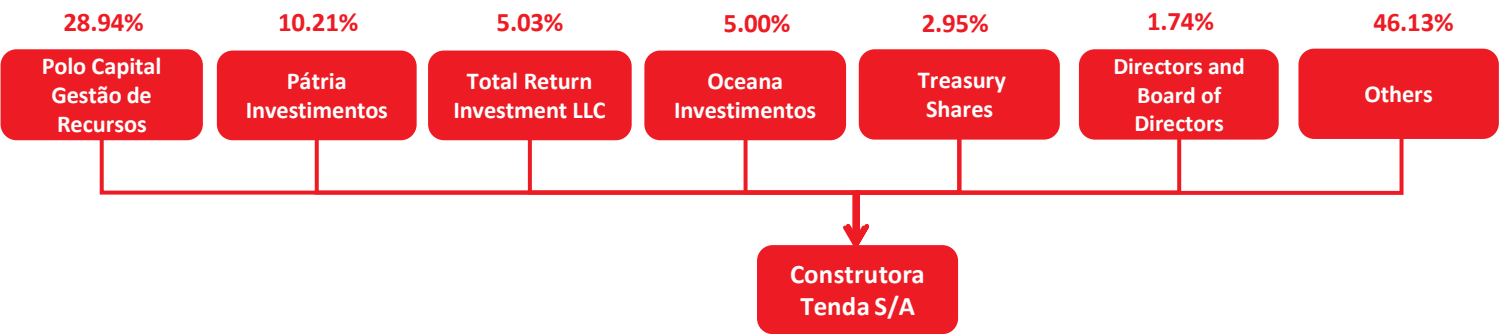 28.94%
10.21%
5.03%
5.00%
2.95%
1.74%
46.13%
Polo Capital
Gestão de
Recursos
Pátria
Investimentos
Total Return
Investment LLC
Oceana
Investimentos
Treasury
Shares
Directors and
Board of
Directors
Others
Construtora
Tenda S/A